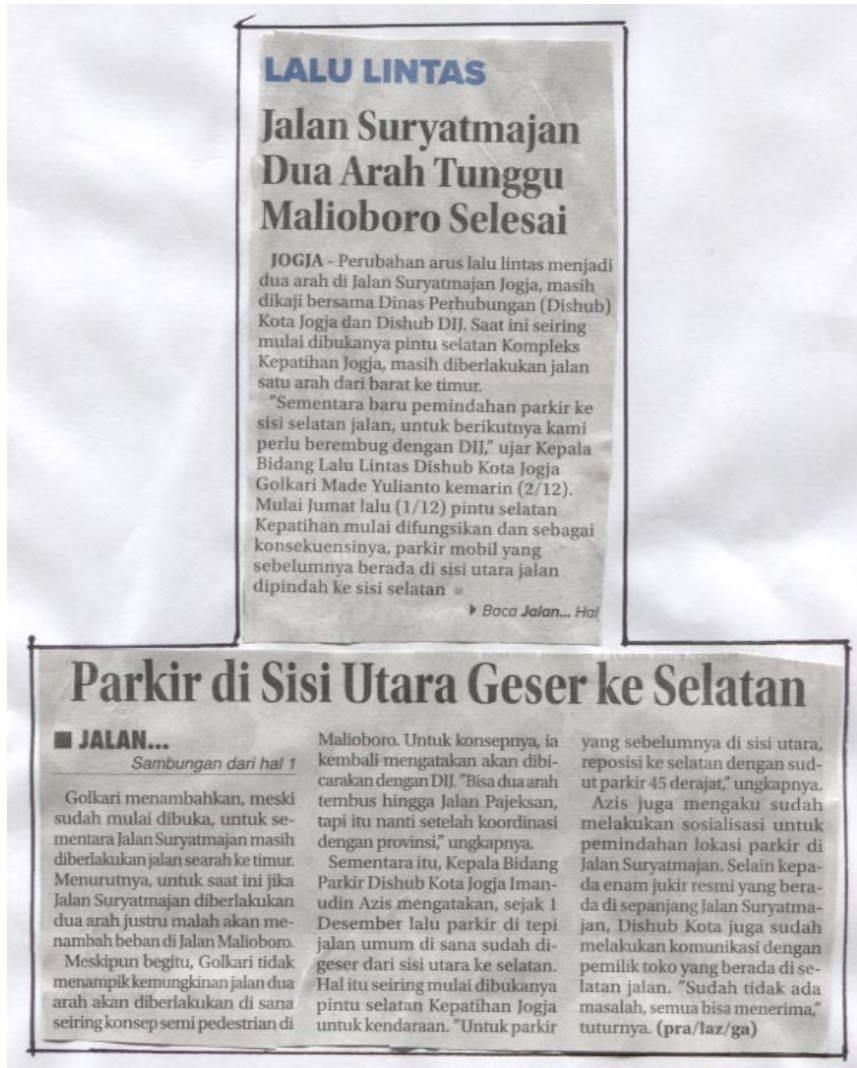 LALU LINTAS
Jalan Suryatmajan
Dua Arah Tunggu
Malioboro Selesai
JOGJA - Perubahan arus lalu lintas menjadi
dua arah di Jalan Suryatmajan Jogja, masih
dikaji bersama Dinas Perhubungan (Dishub)
Kota Jogja dan Dishub DIJ. Saat ini seiring
mulai dibukanya pintu selatan Kompleks
Kepatihan Jogja, masih diberlakukan jalan
satu arah dari barat ke timur.
"Sementara baru pemindahan parkir ke
sisi selatan jalan, untuk berikutnya kami
perlu berembug dengan DIJ," ujar Kepala
Bidang Lalu Lintas Dishub Kota Jogja
Golkari Made Yulianto kemarin (2/12).
Mulai Jumat lalu (1/12) pintu selatan
Kepatihan mulai difungsikan dan sebagai
konsekuensinya, parkir mobil yang
sebelumnya berada di sisi utara jalan
dipindah ke sisi selatan
Baca Jalan... Hal
Parkir di Sisi Utara Geser ke Selatan
JALAN...
Sambungan dari hal 1
Golkari menambahkan, meski
sudah mulai dibuka, untuk se-
mentara Jalan Suryatmajan masih
diberlakukan jalan searah ke timur.
Menurutnya, untuk saat ini jika
Jalan Suryatmajan diberlakukan
dua arah justru malah akan me-
nambah beban di Jalan Malioboro.
Meskipun begitu, Golkari tidak
menampik kemungkinan jalan dua
arah akan diberlakukan di sana
seiring konsep semi pedestrian di
Malioboro. Untuk konsepnya, ia
kembali mengatakan akan dibi-
carakan dengan DIJ. "Bisa dua arah
tembus hingga Jalan Pajeksan,
tapi itu nanti setelah koordinasi
dengan provinsi," ungkapnya.
Sementara itu, Kepala Bidang
Parkir Dishub Kota Jogja Iman-
udin Azis mengatakan, sejak 1
Desember lalu parkir di tepi
jalan umum di sana sudah di-
geser dari sisi utara ke selatan.
Hal itu seiring mulai dibukanya
pintu selatan Kepatihan Jogja
untuk kendaraan. "Untuk parkir
yang sebelumnya di sisi utara,
reposisi ke selatan dengan sud-
ut parkir 45 derajat," ungkapnya.
Azis juga mengaku sudah
melakukan sosialisasi untuk
pemindahan lokasi parkir di
Jalan Suryatmajan. Selain kepa-
da enam jukir resmi yang bera-
da di sepanjang Jalan Suryatma-
jan, Dishub Kota juga sudah
melakukan komunikasi dengan
pemilik toko yang berada di se-
latan jalan. "Sudah tidak ada
masalah, semua bisa menerima,"
tuturnya. (pra/laz/ga)